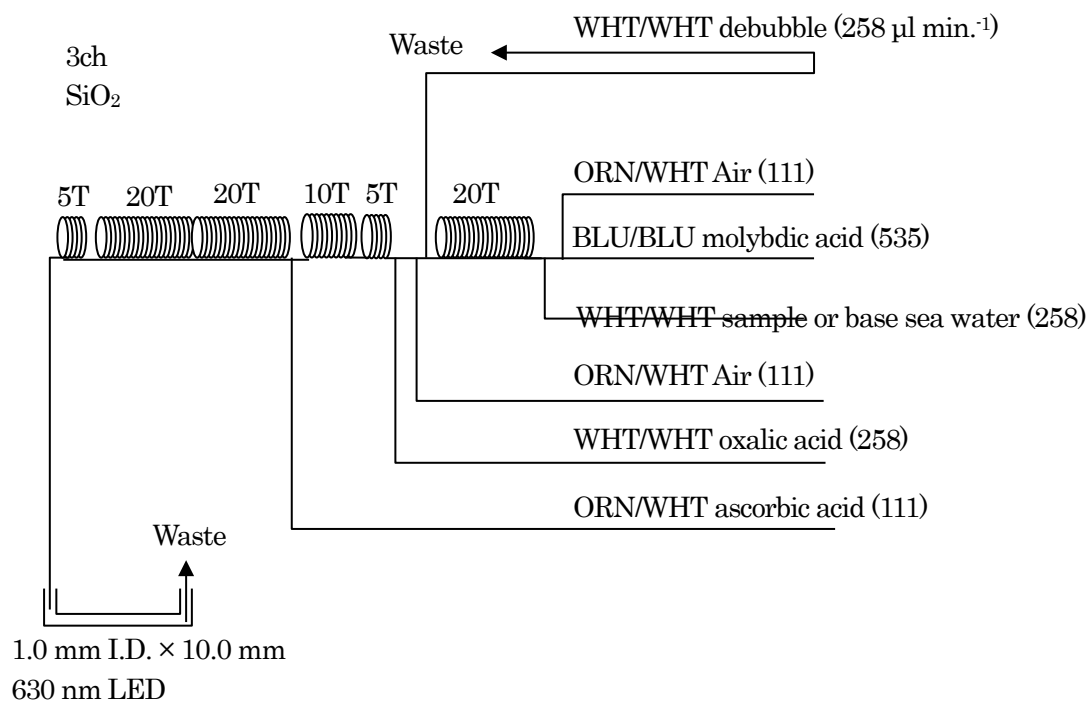 WHT/WHT debubble (258 µl min.⁻¹)
Waste
3ch
SiO₂
ORN/WHT Air (111)
5T 20T 20T 10T 5T 20T
BLU/BLU molybdic acid (535)
WHT/WHT sample or base sea water (258)
ORN/WHT Air (111)
WHT/WHT oxalic acid (258)
ORN/WHT ascorbic acid (111)
Waste
1.0 mm I.D. × 10.0 mm
630 nm LED